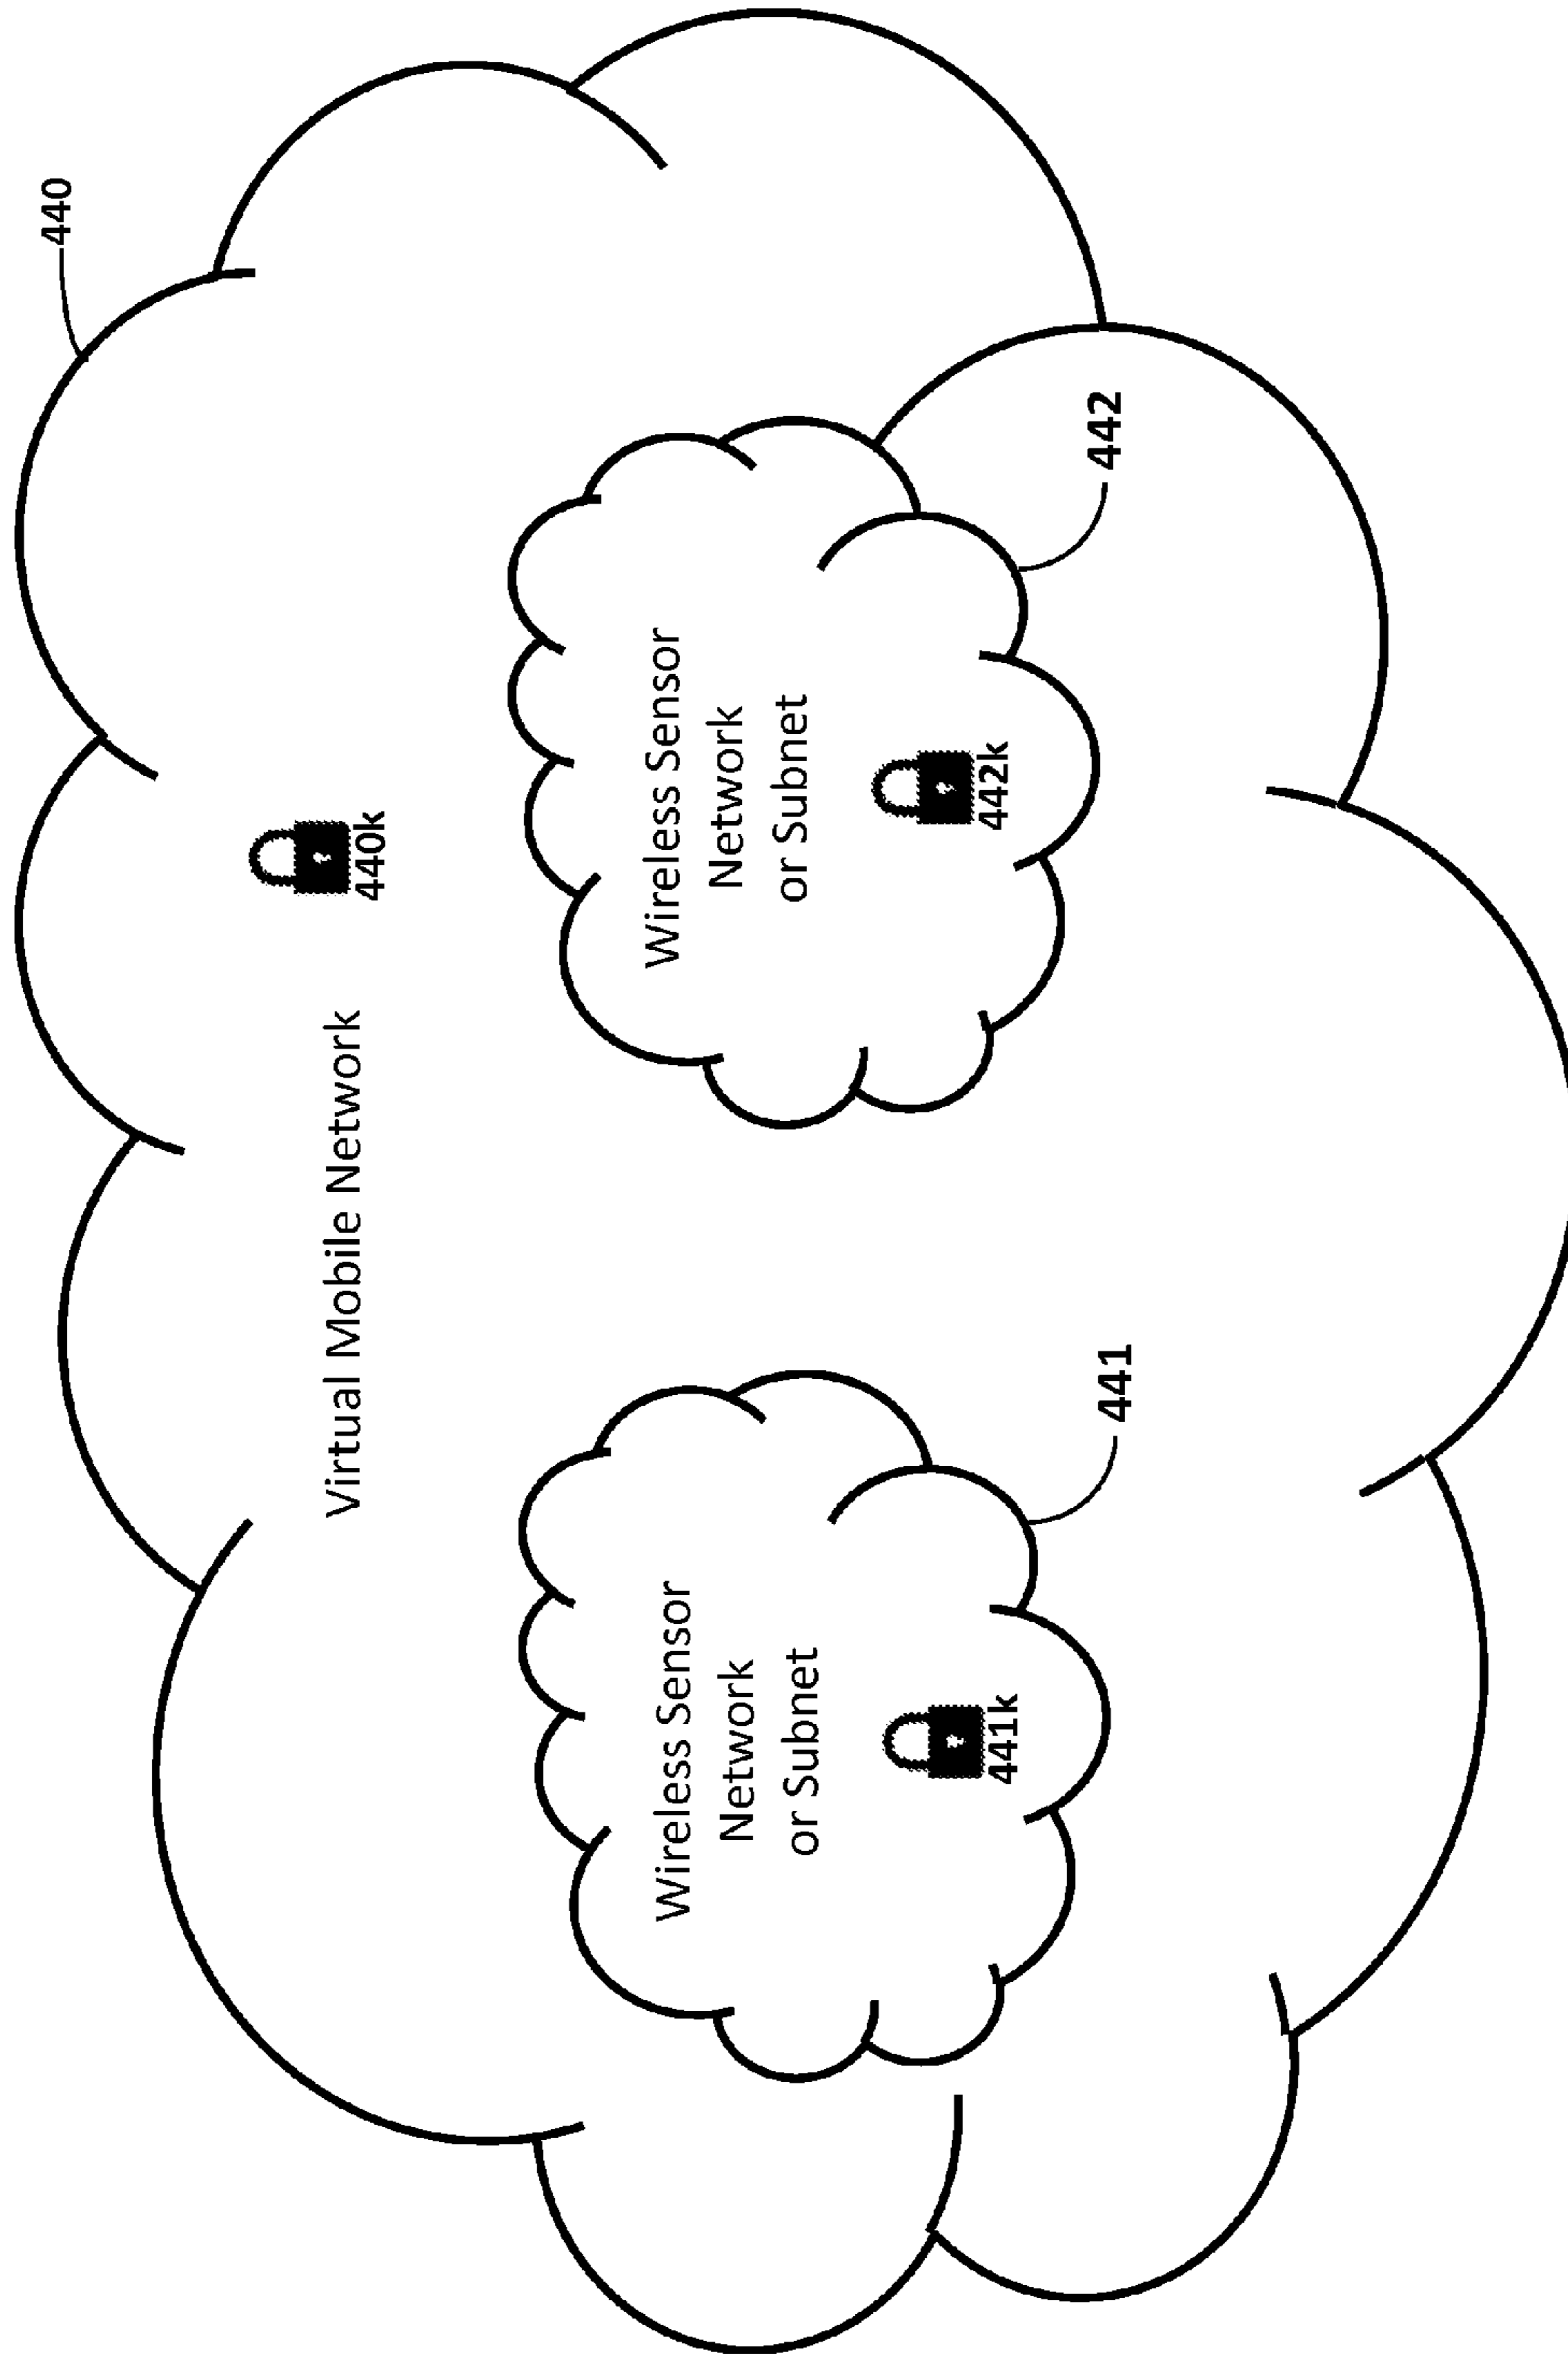 440
Virtual Mobile Network
440k
Wireless Sensor
Network
or Subnet
441k
441
Wireless Sensor
Network
or Subnet
442k
442